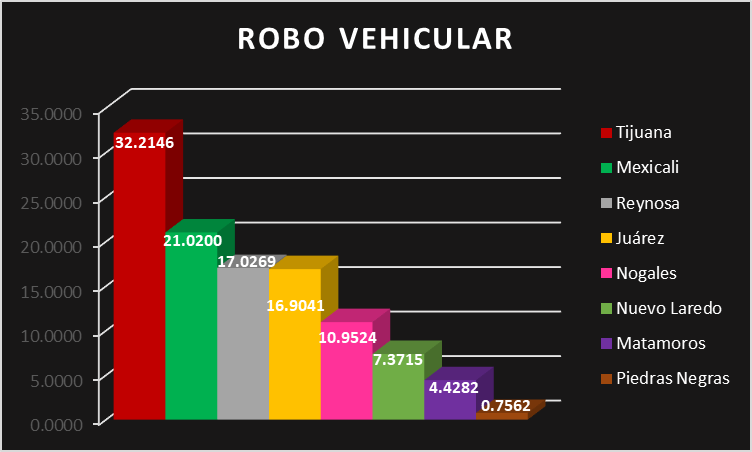 ROBO VEHICULAR
35.0000
30.0000
25.0000
20.0000
15.0000
10.0000
5.0000
0.0000
32.2146
21.0200
17.0269
16.9041
10.9524
7.3715
4.4282
0.7562
Tijuana
Mexicali
Reynosa
Juárez
Nogales
Nuevo Laredo
Matamoros
Piedras Negras